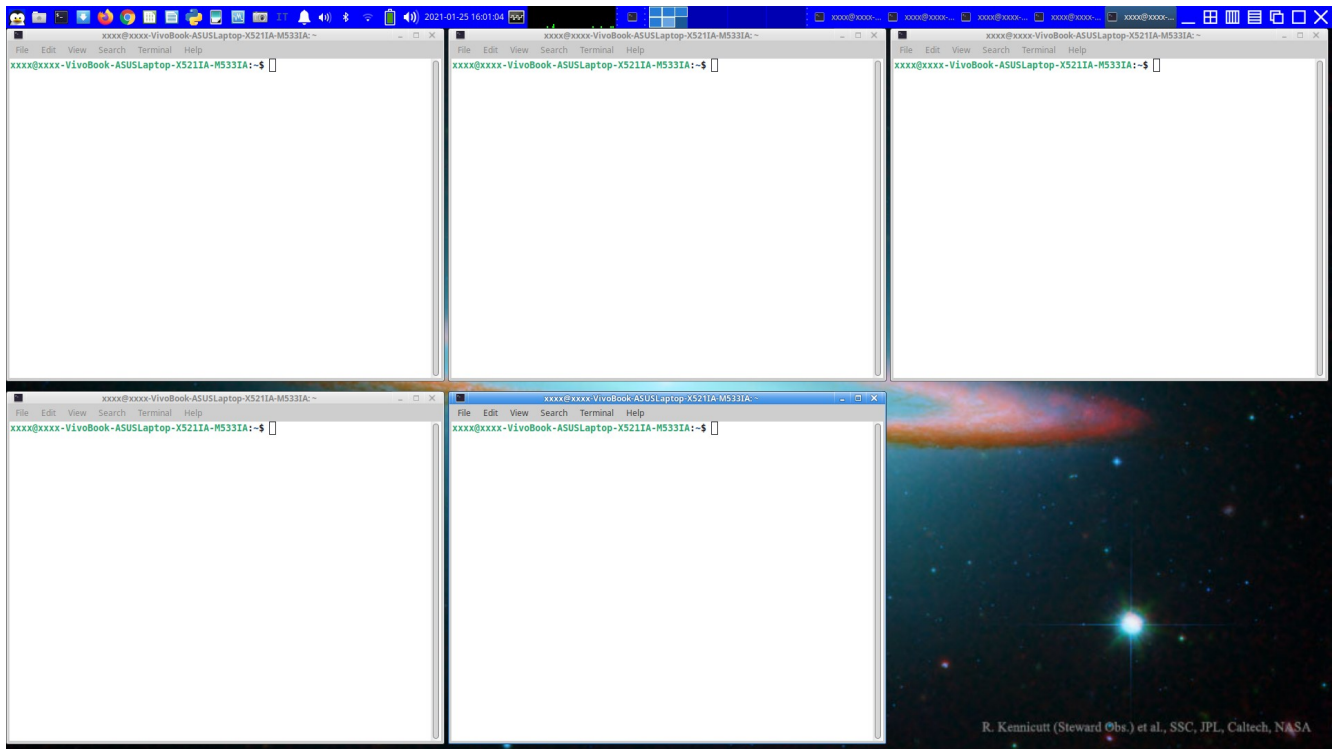 IT 2021-01-25 16:01:04 xxxx@xxxx-... xxxx@xxxx-... xxxx@xxxx-... xxxx@xxxx-... xxxx@xxxx-...
xxxx@xxxx-VivoBook-ASUSLaptop-X521IA-M533IA: ~
File Edit View Search Terminal Help
xxxx@xxxx-VivoBook-ASUSLaptop-X521IA-M533IA:~$
xxxx@xxxx-VivoBook-ASUSLaptop-X521IA-M533IA: ~
File Edit View Search Terminal Help
xxxx@xxxx-VivoBook-ASUSLaptop-X521IA-M533IA:~$
xxxx@xxxx-VivoBook-ASUSLaptop-X521IA-M533IA: ~
File Edit View Search Terminal Help
xxxx@xxxx-VivoBook-ASUSLaptop-X521IA-M533IA:~$
xxxx@xxxx-VivoBook-ASUSLaptop-X521IA-M533IA: ~
File Edit View Search Terminal Help
xxxx@xxxx-VivoBook-ASUSLaptop-X521IA-M533IA:~$
xxxx@xxxx-VivoBook-ASUSLaptop-X521IA-M533IA: ~
File Edit View Search Terminal Help
xxxx@xxxx-VivoBook-ASUSLaptop-X521IA-M533IA:~$
R. Kennicutt (Steward Obs.) et al., SSC, JPL, Caltech, NASA